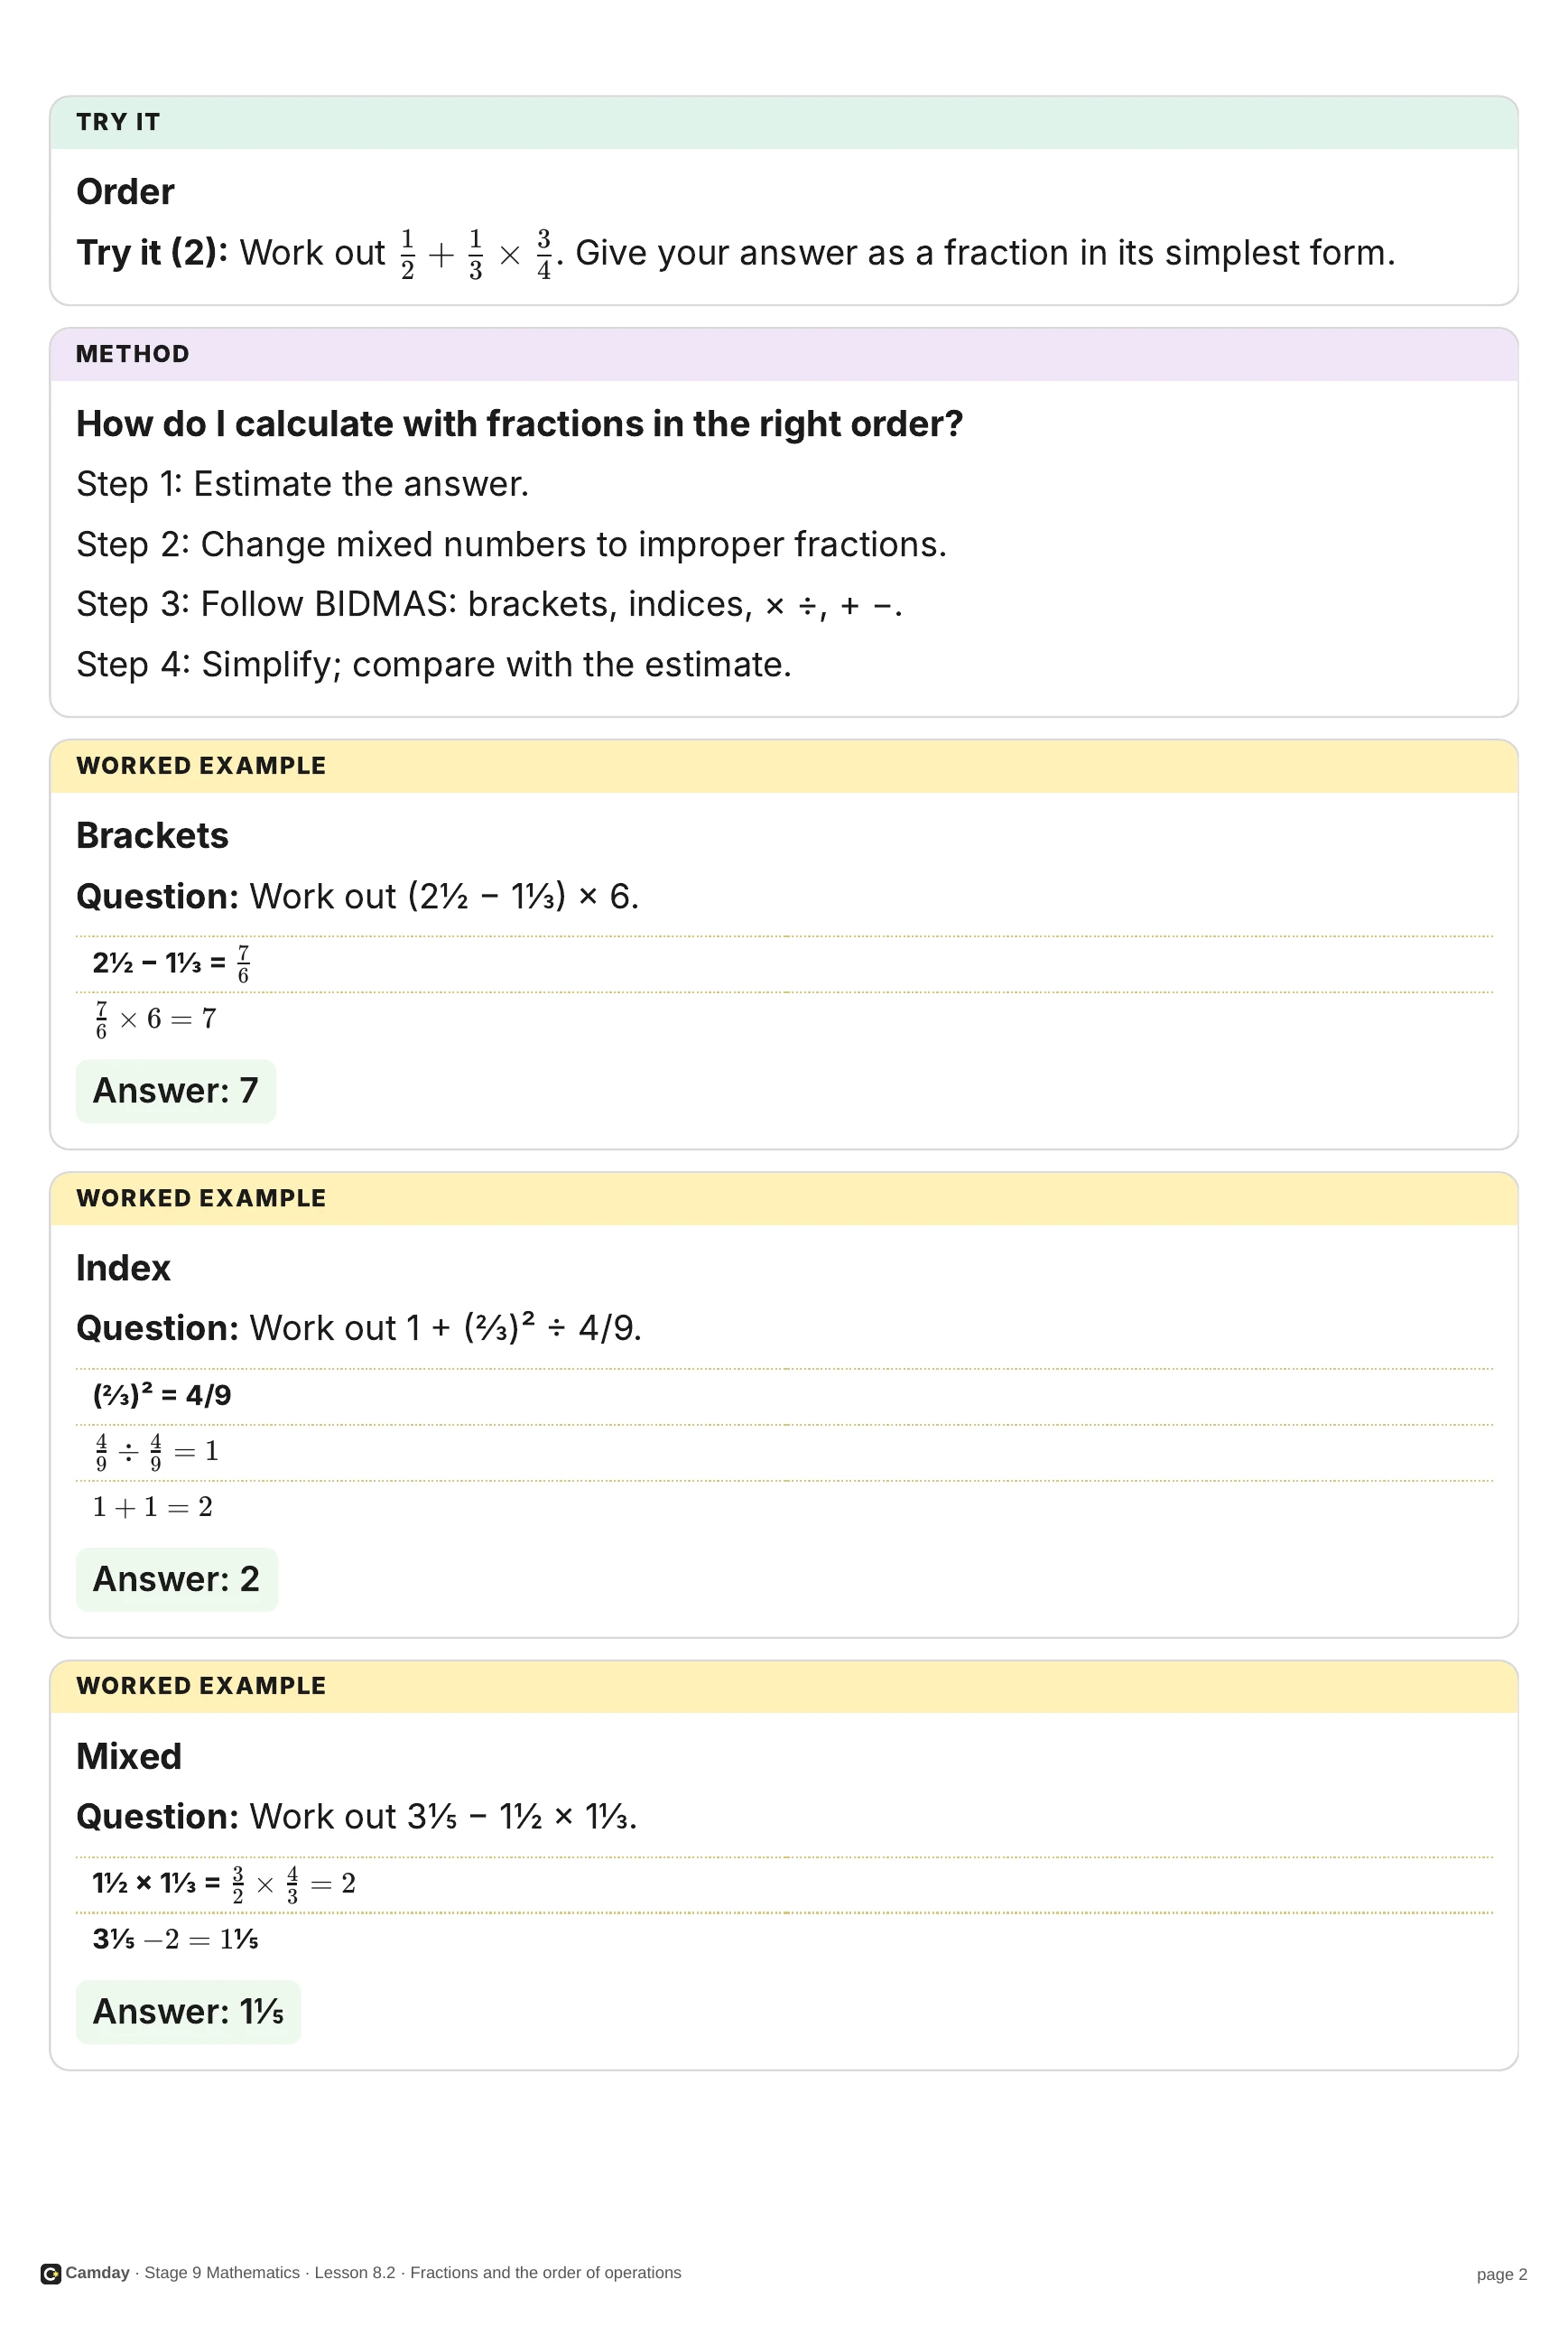 TRY IT
Order
Try it (2): Work out 1/2 + 1/3 × 3/4. Give your answer as a fraction in its simplest form.
METHOD
How do I calculate with fractions in the right order?
Step 1: Estimate the answer.
Step 2: Change mixed numbers to improper fractions.
Step 3: Follow BIDMAS: brackets, indices, × ÷, + −.
Step 4: Simplify; compare with the estimate.
WORKED EXAMPLE
Brackets
Question: Work out (2½ − 1⅓) × 6.
2½ − 1⅓ = 7/6
7/6 × 6 = 7
Answer: 7
WORKED EXAMPLE
Index
Question: Work out 1 + (⅔)² ÷ 4/9.
(⅔)² = 4/9
4/9 ÷ 4/9 = 1
1 + 1 = 2
Answer: 2
WORKED EXAMPLE
Mixed
Question: Work out 3⅕ − 1½ × 1⅓.
1½ × 1⅓ = 3/2 × 4/3 = 2
3⅕ −2 = 1⅕
Answer: 1⅕
Camday · Stage 9 Mathematics · Lesson 8.2 · Fractions and the order of operations
page 2